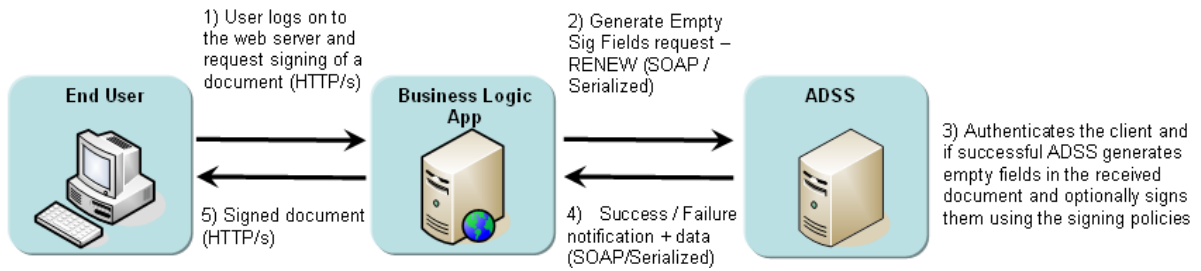 1) User logs on to
the web server and
request signing of a
document (HTTP/s)
2) Generate Empty
Sig Fields request –
RENEW (SOAP /
Serialized)
End User
Business Logic
App
ADSS
3) Authenticates the client and
if successful ADSS generates
empty fields in the received
document and optionally signs
them using the signing policies
5) Signed document
(HTTP/s)
4) Success / Failure
notification + data
(SOAP/Serialized)